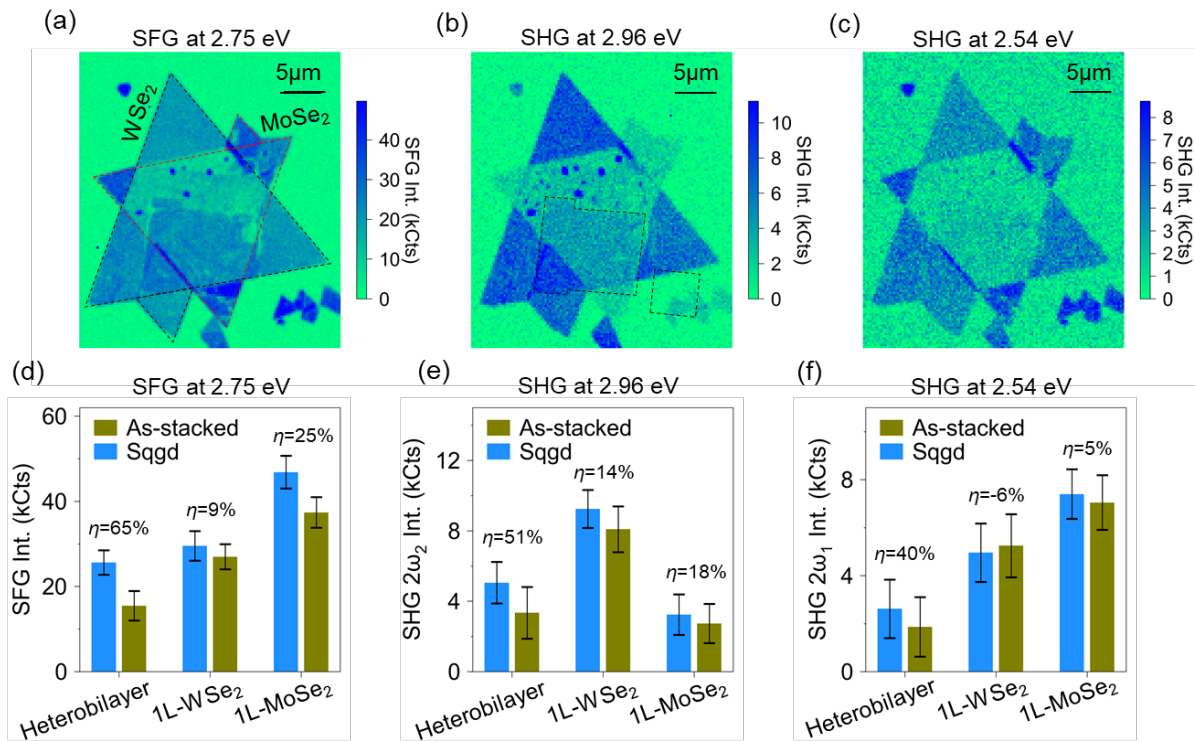 (a)
SFG at 2.75 eV
5μm
WSe₂
MoSe₂
40
30
20
10
0
SFG Int. (kCts)
(b)
SHG at 2.96 eV
5μm
10
8
6
4
2
0
SHG Int. (kCts)
(c)
SHG at 2.54 eV
5μm
8
7
6
5
4
3
2
1
0
SHG Int. (kCts)
(d)
SFG at 2.75 eV
SFG Int. (kCts)
60
40
20
0
As-stacked
Sqgd
η=65%
η=9%
η=25%
Heterobilayer
1L-WSe₂
1L-MoSe₂
(e)
SHG at 2.96 eV
SHG 2ω₂ Int. (kCts)
12
8
4
0
As-stacked
Sqgd
η=51%
η=14%
η=18%
Heterobilayer
1L-WSe₂
1L-MoSe₂
(f)
SHG at 2.54 eV
SHG 2ω₁ Int. (kCts)
8
4
0
As-stacked
Sqgd
η=40%
η=-6%
η=5%
Heterobilayer
1L-WSe₂
1L-MoSe₂